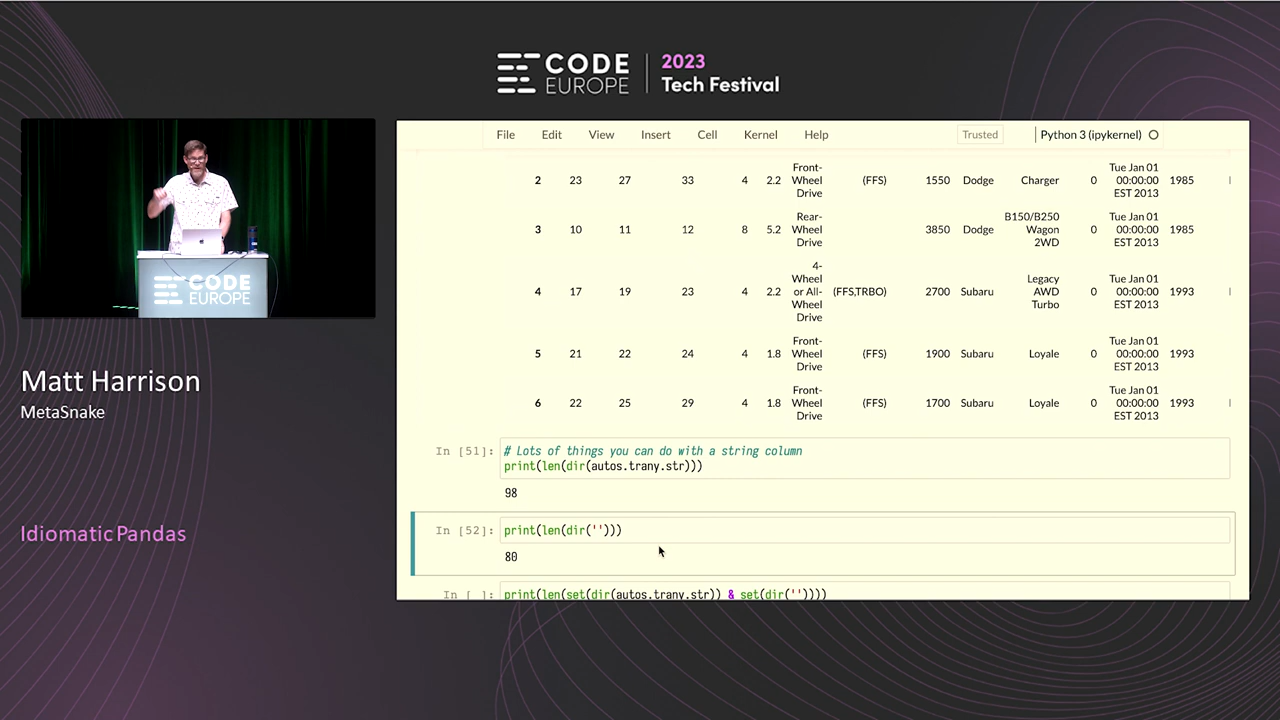 CODE
EUROPE
2023
Tech Festival
File Edit View Insert Cell Kernel Help Trusted Python 3 (ipykernel)
2 23 27 33 4 2.2 Front-Wheel Drive (FFS) 1550 Dodge Charger 0 Tue Jan 01 00:00:00 EST 2013 1985
3 10 11 12 8 5.2 Rear-Wheel Drive 3850 Dodge B150/B250 Wagon 2WD 0 Tue Jan 01 00:00:00 EST 2013 1985
4 17 19 23 4 2.2 4-Wheel or All-Wheel Drive (FFS,TRBO) 2700 Subaru Legacy AWD Turbo 0 Tue Jan 01 00:00:00 EST 2013 1993
5 21 22 24 4 1.8 Front-Wheel Drive (FFS) 1900 Subaru Loyale 0 Tue Jan 01 00:00:00 EST 2013 1993
6 22 25 29 4 1.8 Front-Wheel Drive (FFS) 1700 Subaru Loyale 0 Tue Jan 01 00:00:00 EST 2013 1993
In [51]: # Lots of things you can do with a string column
print(len(dir(autos.trany.str)))
98
In [52]: print(len(dir('')))
80
In [ ]: print(len(set(dir(autos.trany.str)) & set(dir(''))))
CODE
EUROPE
Matt Harrison
MetaSnake
Idiomatic Pandas